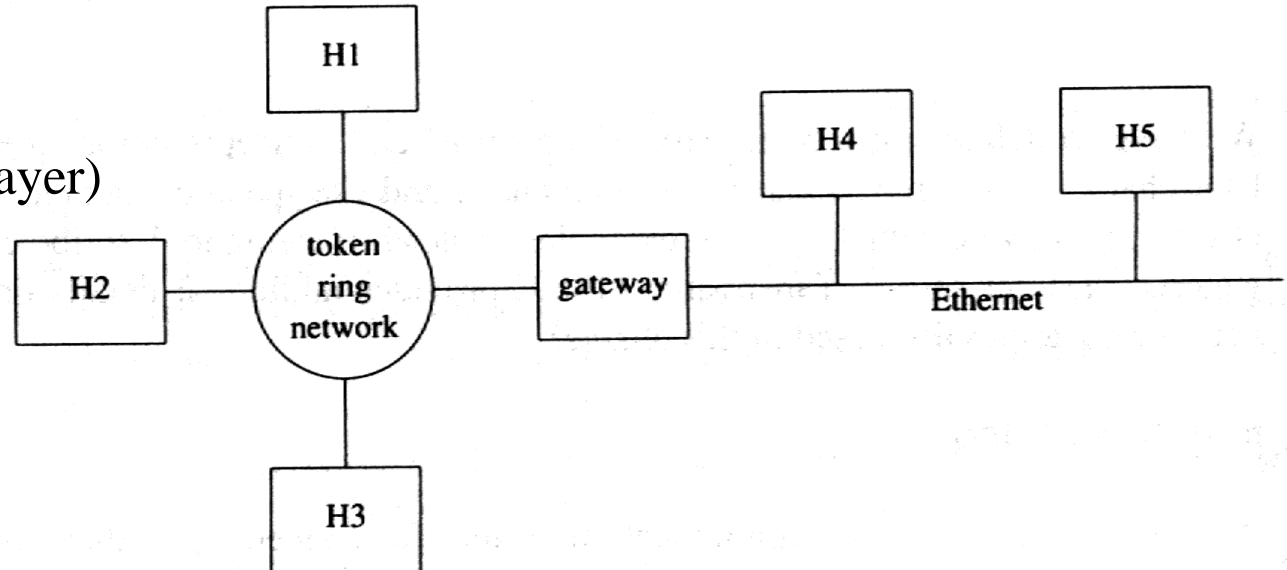 H1
H4
H5
ayer)
token
ring
network
H2
gateway
Ethernet
H3